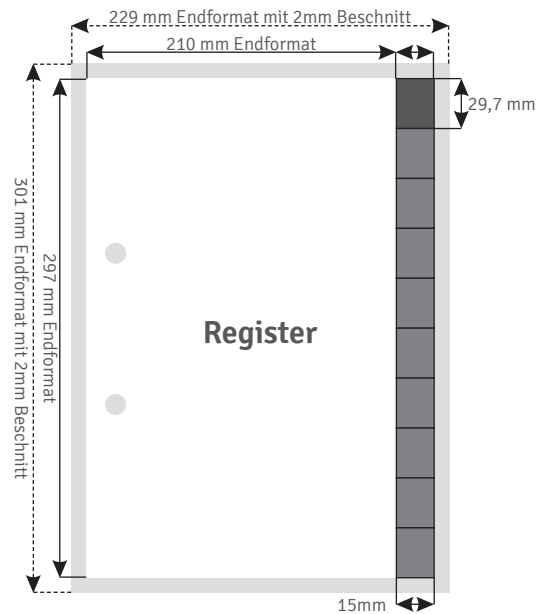 229 mm Endformat mit 2mm Beschnitt
210 mm Endformat
29,7 mm
301 mm Endformat mit 2mm Beschnitt
297 mm Endformat
Register
15mm